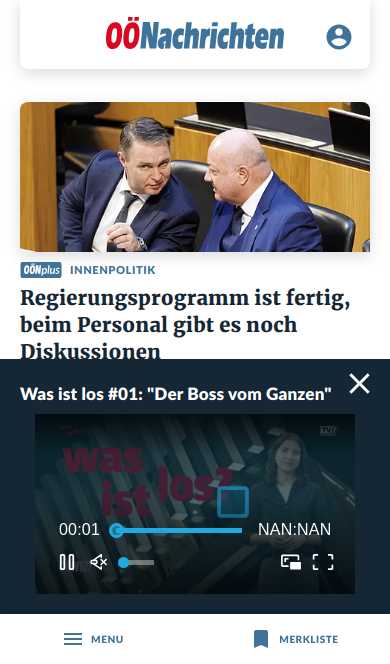 OÖNachrichten
OÖNplus INNENPOLITIK
Regierungsprogramm ist fertig,
beim Personal gibt es noch
Diskussionen
Was ist los #01: "Der Boss vom Ganzen"
was
ist los?
00:01
NAN:NAN
MENU
MERKLISTE